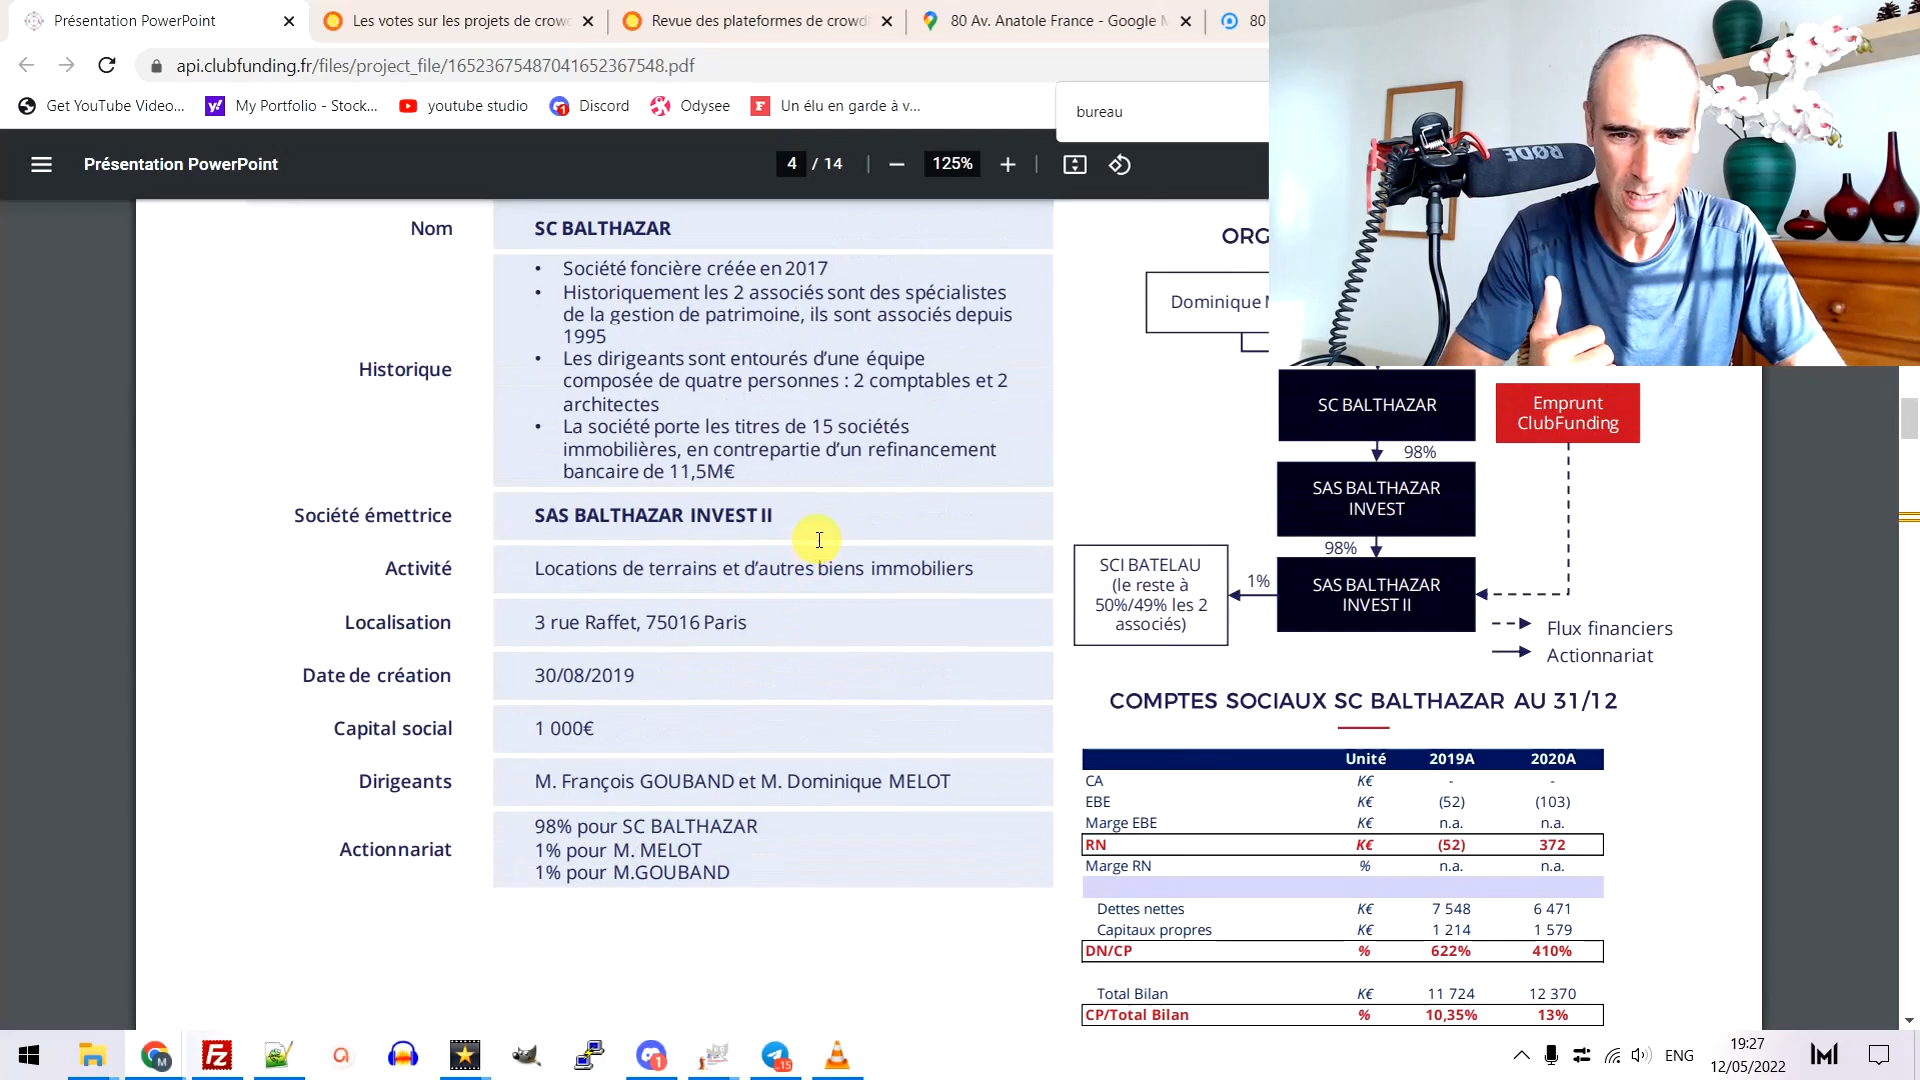 Présentation PowerPoint
Les votes sur les projets de crowd
Revue des plateformes de crowdf
80 Av. Anatole France - Google M
80
api.clubfunding.fr/files/project_file/16523675487041652367548.pdf
Get YouTube Video...
My Portfolio - Stock...
youtube studio
Discord
Odysee
Un élu en garde à v...
bureau
Présentation PowerPoint
4 / 14
125%
RØDE
Nom
SC BALTHAZAR
Historique
• Société foncière créée en 2017
• Historiquement les 2 associés sont des spécialistes
de la gestion de patrimoine, ils sont associés depuis
1995
• Les dirigeants sont entourés d’une équipe
composée de quatre personnes : 2 comptables et 2
architectes
• La société porte les titres de 15 sociétés
immobilières, en contrepartie d’un refinancement
bancaire de 11,5M€
Société émettrice
SAS BALTHAZAR INVEST II
Activité
Locations de terrains et d’autres biens immobiliers
Localisation
3 rue Raffet, 75016 Paris
Date de création
30/08/2019
Capital social
1 000€
Dirigeants
M. François GOUBAND et M. Dominique MELOT
Actionnariat
98% pour SC BALTHAZAR
1% pour M. MELOT
1% pour M.GOUBAND
ORG
Dominique M
SC BALTHAZAR
Emprunt
ClubFunding
98%
SAS BALTHAZAR
INVEST
98%
SCI BATELAU
(le reste à
50%/49% les 2
associés)
1%
SAS BALTHAZAR
INVEST II
Flux financiers
Actionnariat
COMPTES SOCIAUX SC BALTHAZAR AU 31/12
Unité 2019A 2020A
CA K€ - -
EBE K€ (52) (103)
Marge EBE K€ n.a. n.a.
RN K€ (52) 372
Marge RN % n.a. n.a.
Dettes nettes K€ 7 548 6 471
Capitaux propres K€ 1 214 1 579
DN/CP % 622% 410%
Total Bilan K€ 11 724 12 370
CP/Total Bilan % 10,35% 13%
ENG
19:27
12/05/2022